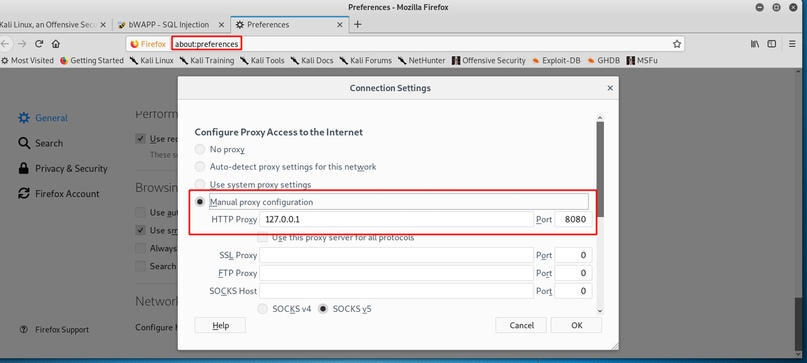 Preferences - Mozilla Firefox
Kali Linux, an Offensive Secu
bWAPP - SQL Injection
Preferences
Firefox
about:preferences
Most Visited Getting Started Kali Linux Kali Training Kali Tools Kali Docs Kali Forums NetHunter Offensive Security Exploit-DB GHDB MSFu
Connection Settings
General
Search
Privacy & Security
Firefox Account
Firefox Support
Perform
Use rec
These s
Browsin
Use aut
Use sm
Always
Search
Network
Configure h
Configure Proxy Access to the Internet
No proxy
Auto-detect proxy settings for this network
Use system proxy settings
Manual proxy configuration
HTTP Proxy 127.0.0.1 Port 8080
Use this proxy server for all protocols
SSL Proxy Port 0
FTP Proxy Port 0
SOCKS Host Port 0
SOCKS v4 SOCKS v5
Help Cancel OK